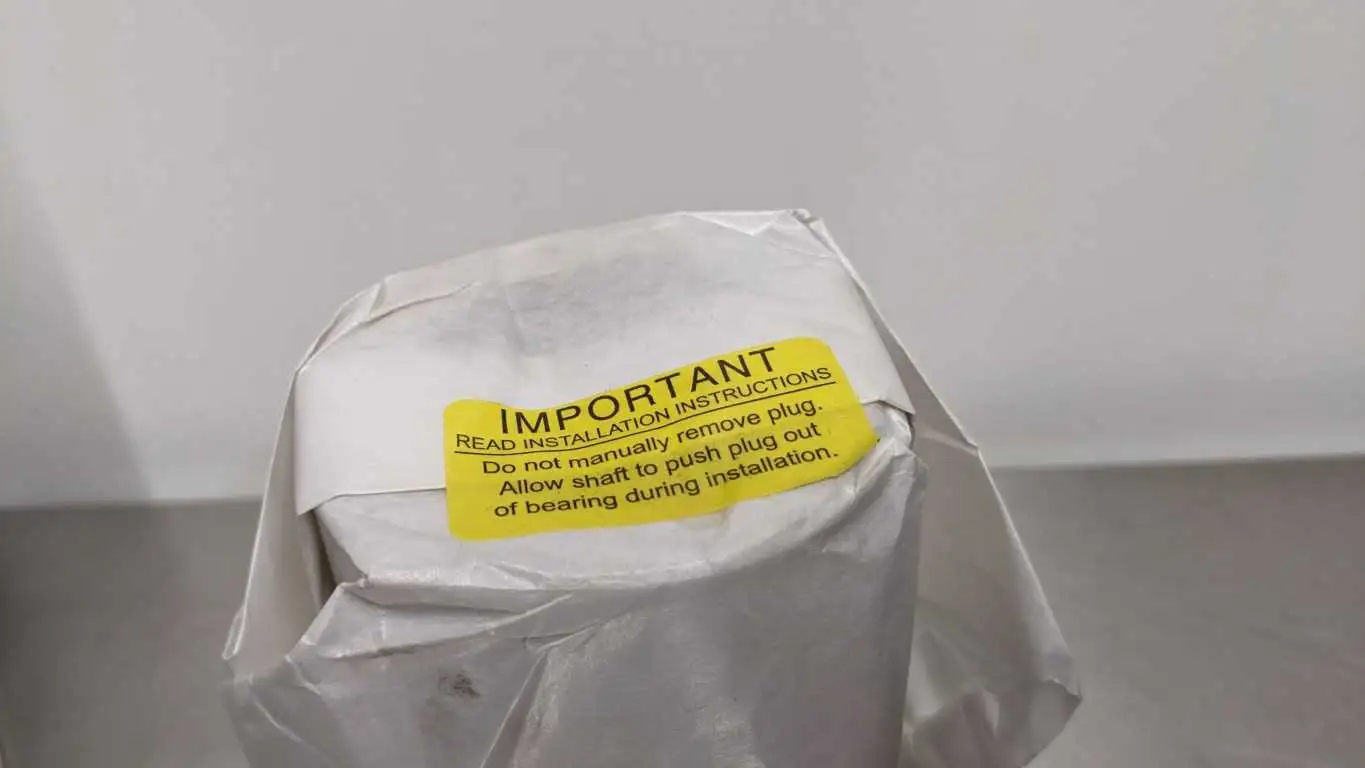 IMPORTANT
READ INSTALLATION INSTRUCTIONS
Do not manually remove plug.
Allow shaft to push plug out
of bearing during installation.